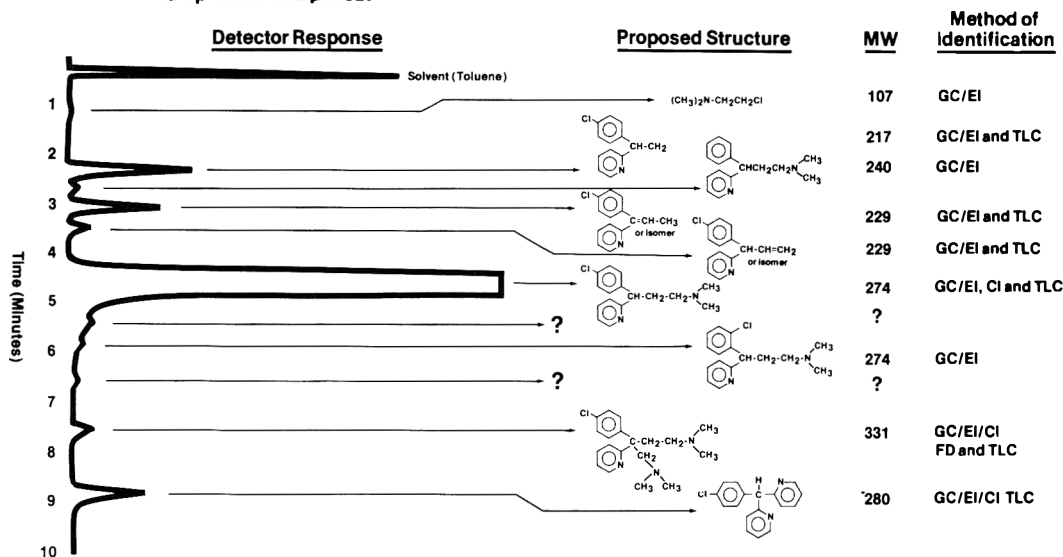 Detector Response
Proposed Structure
MW
Method of
Identification
Solvent (Toluene)
1
(CH3)2N-CH2CH2Cl
107
GC/EI
Cl
CH-CH2
N
217
GC/EI and TLC
2
CH-CH2-CH2-N
CH3
CH3
N
240
GC/EI
3
Cl
C=CH-CH3
or isomer
N
229
GC/EI and TLC
4
Cl
CH-CH=CH2
or isomer
N
229
GC/EI and TLC
Cl
CH-CH2-CH2-N
CH3
CH3
N
274
GC/EI, CI and TLC
5
?
?
6
Cl
CH-CH2-CH2-N
CH3
CH3
N
274
GC/EI
?
?
7
Cl
C-CH2-CH2-N
CH3
CH3
CH2
N
N
CH3
CH3
331
GC/EI/CI
FD and TLC
8
9
Cl
H
C
N
N
280
GC/EI/CI TLC
10
Time (Minutes)